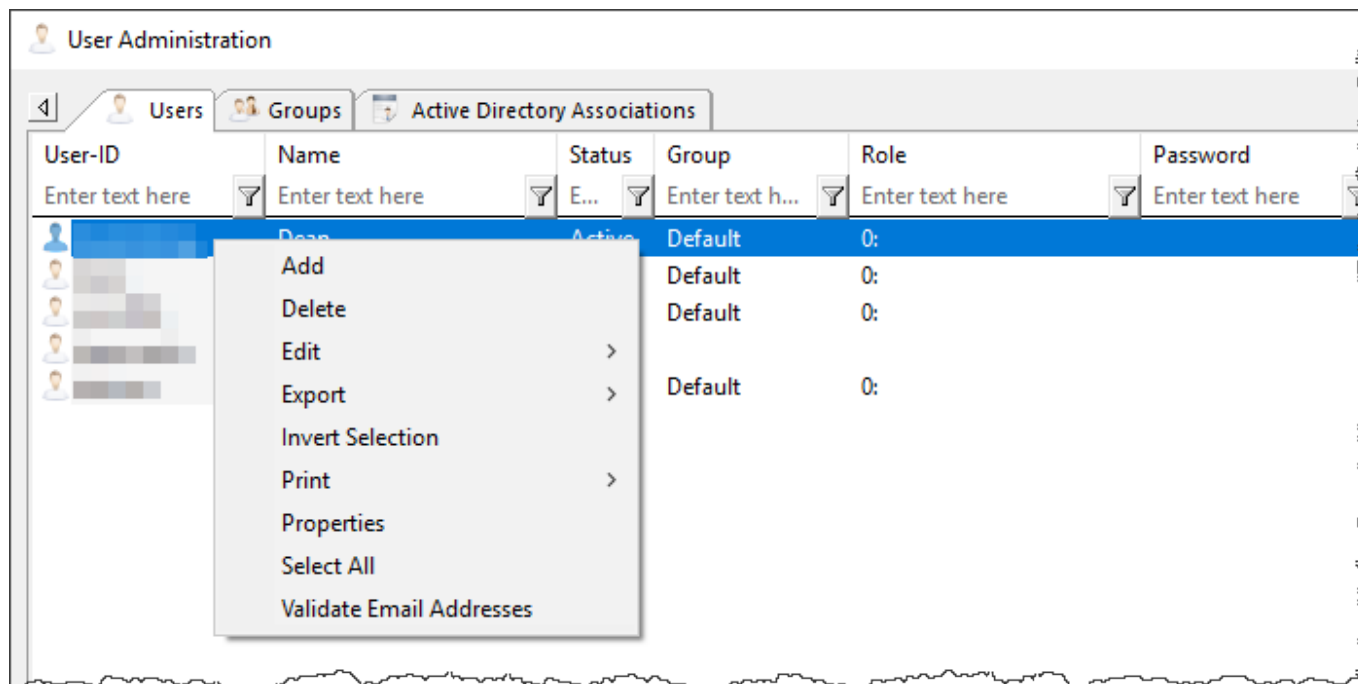 User Administration
Users Groups Active Directory Associations
User-ID Name Status Group Role Password
Enter text here Enter text here E... Enter text h... Enter text here Enter text here
Dean Active Default 0:
Add
Default 0:
Delete
Default 0:
Edit
Export
Default 0:
Invert Selection
Print
Properties
Select All
Validate Email Addresses